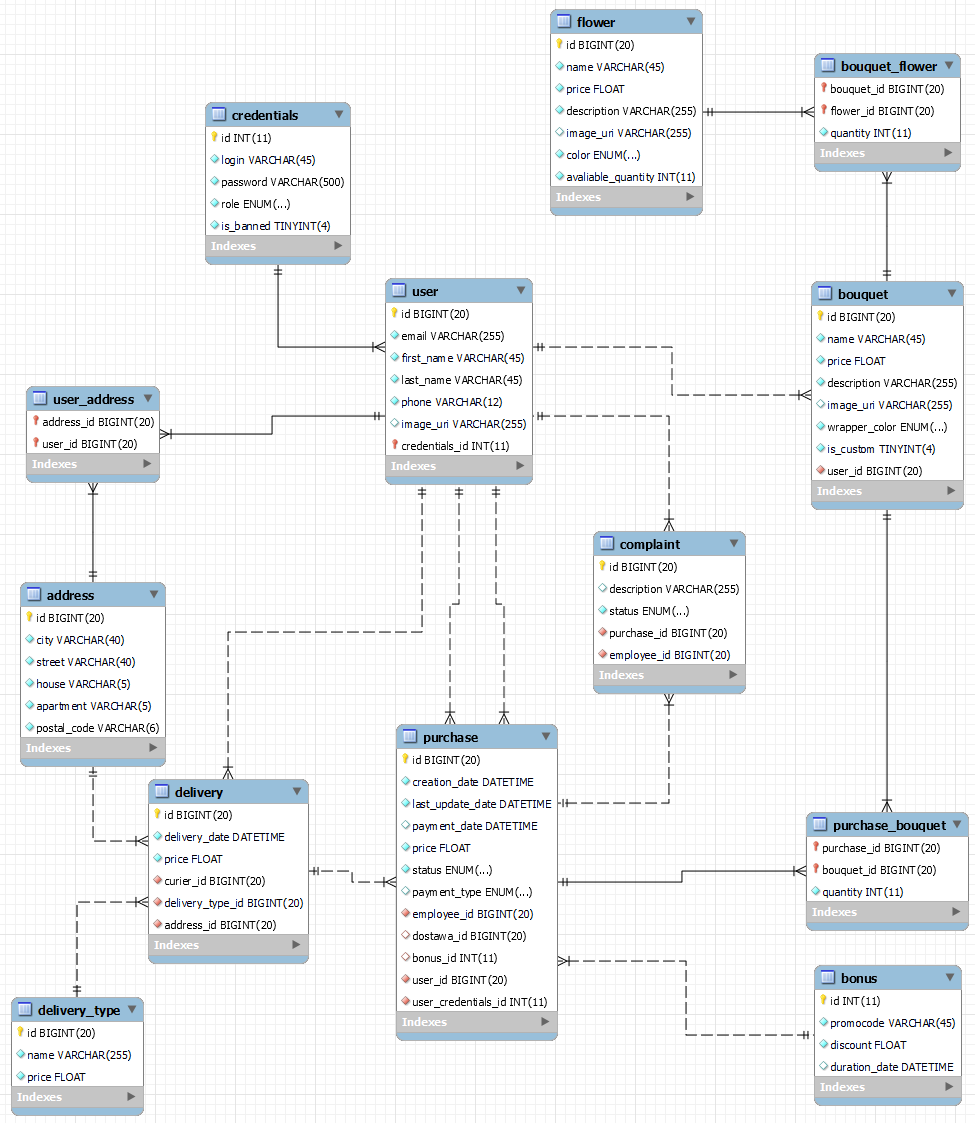 flower
id BIGINT(20)
name VARCHAR(45)
price FLOAT
description VARCHAR(255)
image_uri VARCHAR(255)
color ENUM(...)
avaliable_quantity INT(11)
Indexes
bouquet_flower
bouquet_id BIGINT(20)
flower_id BIGINT(20)
quantity INT(11)
Indexes
credentials
id INT(11)
login VARCHAR(45)
password VARCHAR(500)
role ENUM(...)
is_banned TINYINT(4)
Indexes
user
id BIGINT(20)
email VARCHAR(255)
first_name VARCHAR(45)
last_name VARCHAR(45)
phone VARCHAR(12)
image_uri VARCHAR(255)
credentials_id INT(11)
Indexes
bouquet
id BIGINT(20)
name VARCHAR(45)
price FLOAT
description VARCHAR(255)
image_uri VARCHAR(255)
wrapper_color ENUM(...)
is_custom TINYINT(4)
user_id BIGINT(20)
Indexes
user_address
address_id BIGINT(20)
user_id BIGINT(20)
Indexes
complaint
id BIGINT(20)
description VARCHAR(255)
status ENUM(...)
purchase_id BIGINT(20)
employee_id BIGINT(20)
Indexes
address
id BIGINT(20)
city VARCHAR(40)
street VARCHAR(40)
house VARCHAR(5)
apartment VARCHAR(5)
postal_code VARCHAR(6)
Indexes
purchase
id BIGINT(20)
creation_date DATETIME
last_update_date DATETIME
payment_date DATETIME
price FLOAT
status ENUM(...)
payment_type ENUM(...)
employee_id BIGINT(20)
dostawa_id BIGINT(20)
bonus_id INT(11)
user_id BIGINT(20)
user_credentials_id INT(11)
Indexes
delivery
id BIGINT(20)
delivery_date DATETIME
price FLOAT
curier_id BIGINT(20)
delivery_type_id BIGINT(20)
address_id BIGINT(20)
Indexes
purchase_bouquet
purchase_id BIGINT(20)
bouquet_id BIGINT(20)
quantity INT(11)
Indexes
bonus
id INT(11)
promocode VARCHAR(45)
discount FLOAT
duration_date DATETIME
Indexes
delivery_type
id BIGINT(20)
name VARCHAR(255)
price FLOAT
Indexes